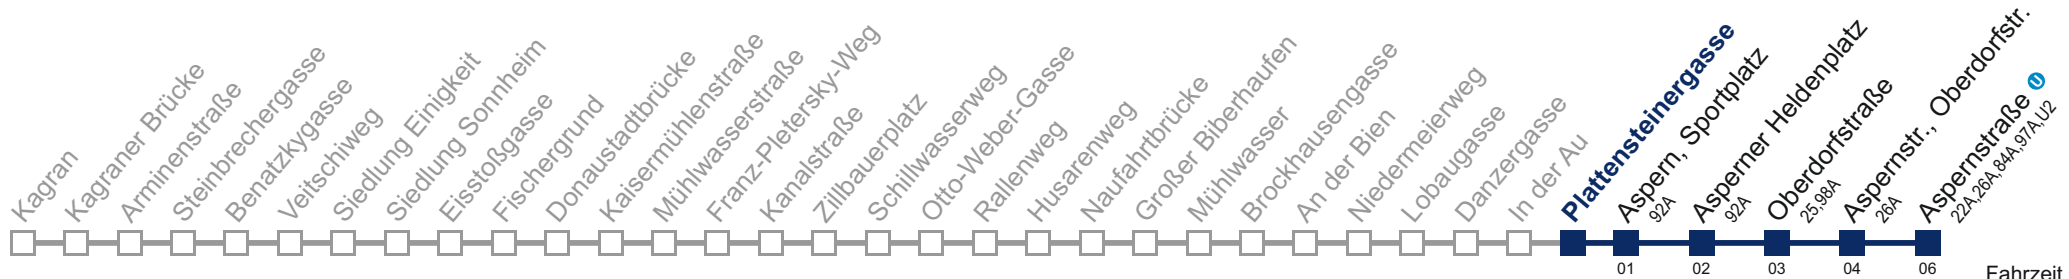 Kagran
Kagraner Brücke
Arminenstraße
Steinbrechergasse
Benatzkygasse
Veitschiweg
Siedlung Einigkeit
Siedlung Sonnheim
Eisstoßgasse
Fischergrund
Donaustadtbrücke
Kaisermühlenstraße
Mühlwasserstraße
Franz-Pletersky-Weg
Kanalstraße
Zillbauerplatz
Schillwasserweg
Otto-Weber-Gasse
Rallenweg
Husarenweg
Naufahrtbrücke
Großer Biberhaufen
Mühlwasser
Brockhausengasse
An der Bien
Niedermeierweg
Lobaugasse
Danzergasse
In der Au
Plattensteinergasse
Aspern, Sportplatz
92A
Asperner Heldenplatz
92A
Oberdorfstraße
25,98A
Aspernstr., Oberdorfstr.
26A
Aspernstraße U
22A,26A,84A,97A,U2
01
02
03
04
06
Fahrzeit